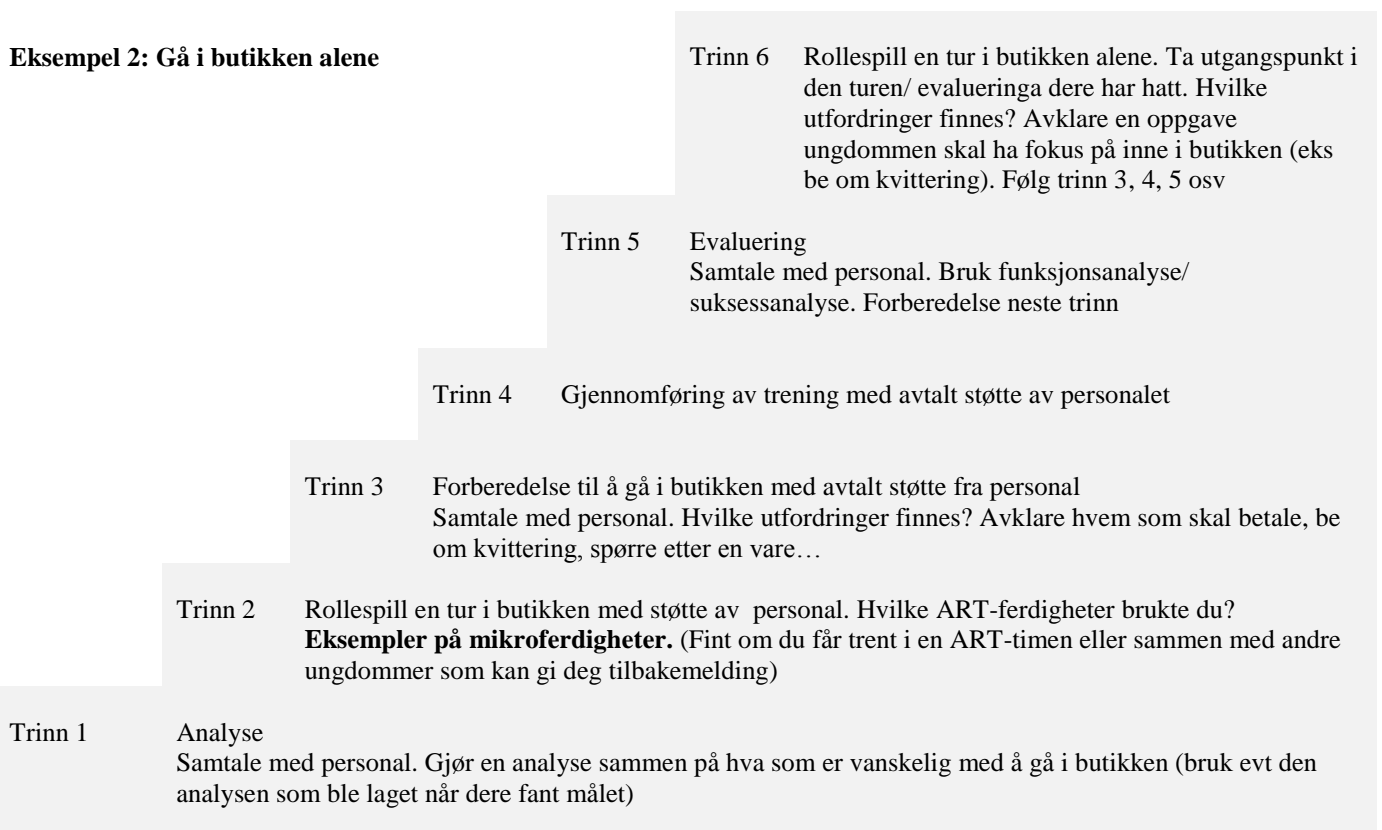 Eksempel 2: Gå i butikken alene
Trinn 6 Rollespill en tur i butikken alene. Ta utgangspunkt i
den turen/ evalueringa dere har hatt. Hvilke
utfordringer finnes? Avklare en oppgave
ungdommen skal ha fokus på inne i butikken (eks
be om kvittering). Følg trinn 3, 4, 5 osv
Trinn 5 Evaluering
Samtale med personal. Bruk funksjonsanalyse/
suksessanalyse. Forberedelse neste trinn
Trinn 4 Gjennomføring av trening med avtalt støtte av personalet
Trinn 3 Forberedelse til å gå i butikken med avtalt støtte fra personal
Samtale med personal. Hvilke utfordringer finnes? Avklare hvem som skal betale, be
om kvittering, spørre etter en vare…
Trinn 2 Rollespill en tur i butikken med støtte av personal. Hvilke ART-ferdigheter brukte du?
Eksempler på mikroferdigheter. (Fint om du får trent i en ART-timen eller sammen med andre
ungdommer som kan gi deg tilbakemelding)
Trinn 1 Analyse
Samtale med personal. Gjør en analyse sammen på hva som er vanskelig med å gå i butikken (bruk evt den
analysen som ble laget når dere fant målet)